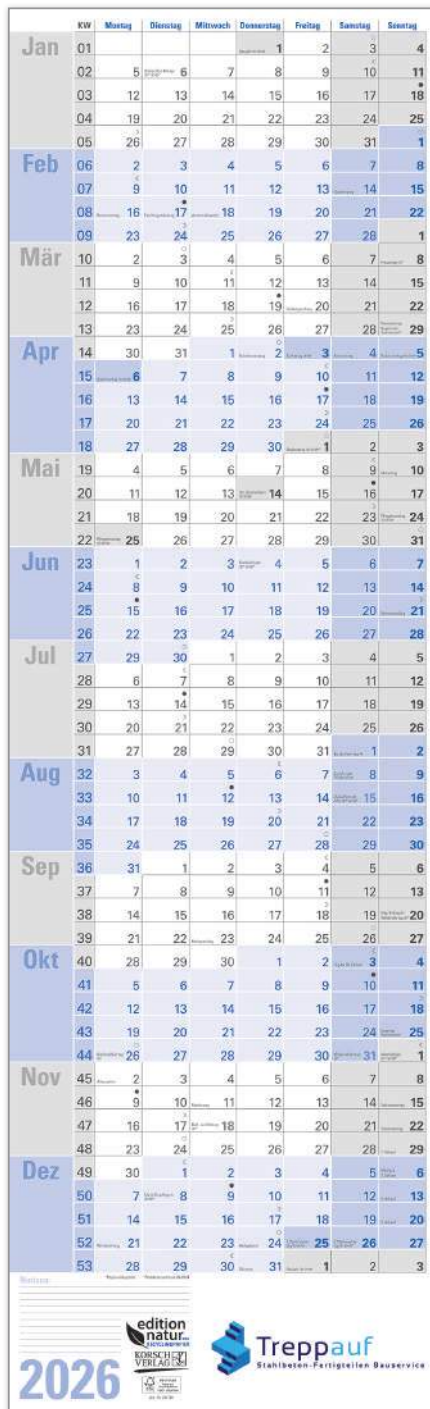 KW Montag Dienstag Mittwoch Donnerstag Freitag Samstag Sonntag
Jan 01 1 2 3 4
02 5 6 7 8 9 10 11
03 12 13 14 15 16 17 18
04 19 20 21 22 23 24 25
05 26 27 28 29 30 31 1
Feb 06 2 3 4 5 6 7 8
07 9 10 11 12 13 14 15
08 16 17 18 19 20 21 22
09 23 24 25 26 27 28 1
Mär 10 2 3 4 5 6 7 8
11 9 10 11 12 13 14 15
12 16 17 18 19 20 21 22
13 23 24 25 26 27 28 29
Apr 14 30 31 1 2 3 4 5
15 6 7 8 9 10 11 12
16 13 14 15 16 17 18 19
17 20 21 22 23 24 25 26
18 27 28 29 30 1 2 3
Mai 19 4 5 6 7 8 9 10
20 11 12 13 14 15 16 17
21 18 19 20 21 22 23 24
22 25 26 27 28 29 30 31
Jun 23 1 2 3 4 5 6 7
24 8 9 10 11 12 13 14
25 15 16 17 18 19 20 21
26 22 23 24 25 26 27 28
Jul 27 29 30 1 2 3 4 5
28 6 7 8 9 10 11 12
29 13 14 15 16 17 18 19
30 20 21 22 23 24 25 26
31 27 28 29 30 31 1 2
Aug 32 3 4 5 6 7 8 9
33 10 11 12 13 14 15 16
34 17 18 19 20 21 22 23
35 24 25 26 27 28 29 30
Sep 36 31 1 2 3 4 5 6
37 7 8 9 10 11 12 13
38 14 15 16 17 18 19 20
39 21 22 23 24 25 26 27
Okt 40 28 29 30 1 2 3 4
41 5 6 7 8 9 10 11
42 12 13 14 15 16 17 18
43 19 20 21 22 23 24 25
44 26 27 28 29 30 31 1
Nov 45 2 3 4 5 6 7 8
46 9 10 11 12 13 14 15
47 16 17 18 19 20 21 22
48 23 24 25 26 27 28 29
Dez 49 30 1 2 3 4 5 6
50 7 8 9 10 11 12 13
51 14 15 16 17 18 19 20
52 21 22 23 24 25 26 27
53 28 29 30 31 1 2 3
Notizen
edition
natur
RECYCLINGPAPIER
KORSCH
VERLAG
FSC
2026
Treppauf
Stahlbeton-Fertigteilen Bauservice